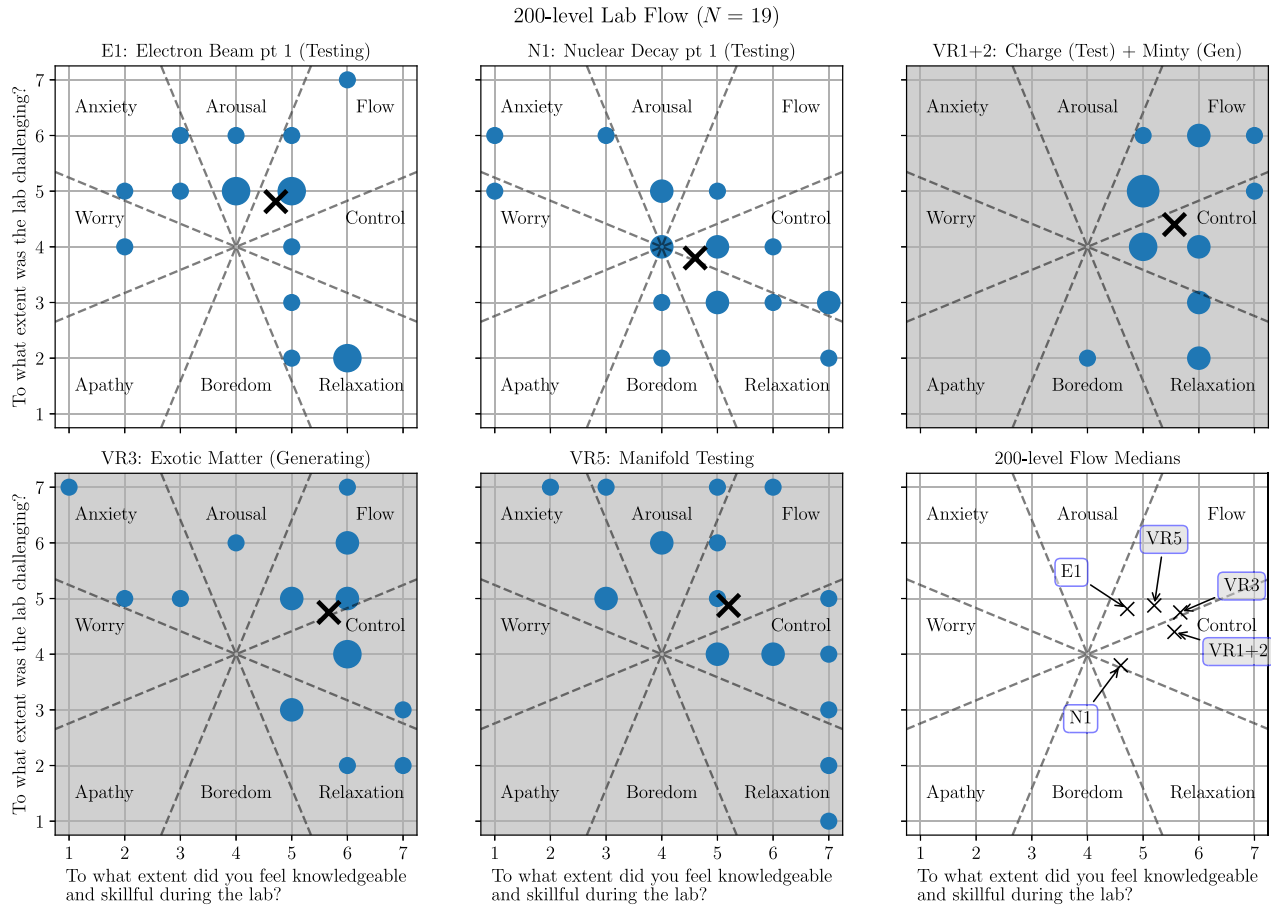 200-level Lab Flow (N = 19)
E1: Electron Beam pt 1 (Testing)
N1: Nuclear Decay pt 1 (Testing)
VR1+2: Charge (Test) + Minty (Gen)
To what extent was the lab challenging?
7
6
5
4
3
2
1
Anxiety
Arousal
Flow
Worry
Control
Apathy
Boredom
Relaxation
Anxiety
Arousal
Flow
Worry
Control
Apathy
Boredom
Relaxation
Anxiety
Arousal
Flow
Worry
Control
Apathy
Boredom
Relaxation
VR3: Exotic Matter (Generating)
VR5: Manifold Testing
200-level Flow Medians
To what extent was the lab challenging?
7
6
5
4
3
2
1
Anxiety
Arousal
Flow
Worry
Control
Apathy
Boredom
Relaxation
1 2 3 4 5 6 7
To what extent did you feel knowledgeable
and skillful during the lab?
Anxiety
Arousal
Flow
Worry
Control
Apathy
Boredom
Relaxation
1 2 3 4 5 6 7
To what extent did you feel knowledgeable
and skillful during the lab?
Anxiety
Arousal
Flow
VR5
E1
VR3
Worry
Control
VR1+2
N1
Apathy
Boredom
Relaxation
1 2 3 4 5 6 7
To what extent did you feel knowledgeable
and skillful during the lab?